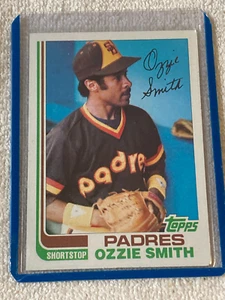 SD
Ozzie
Smith
Padres
topps
PADRES
SHORTSTOP OZZIE SMITH